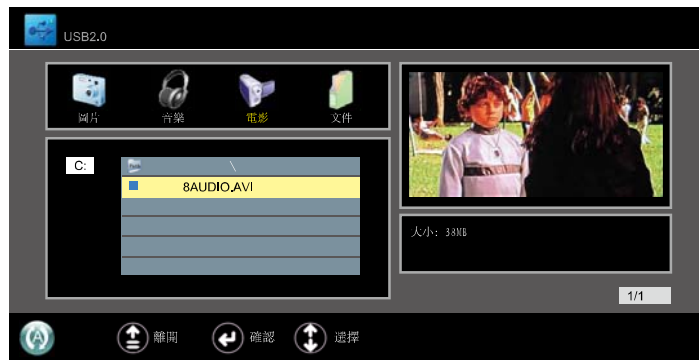 USB2.0
圖片 音樂 電影 文件
C:
\
8AUDIO.AVI
大小: 38MB
1/1
離開 確認 選擇